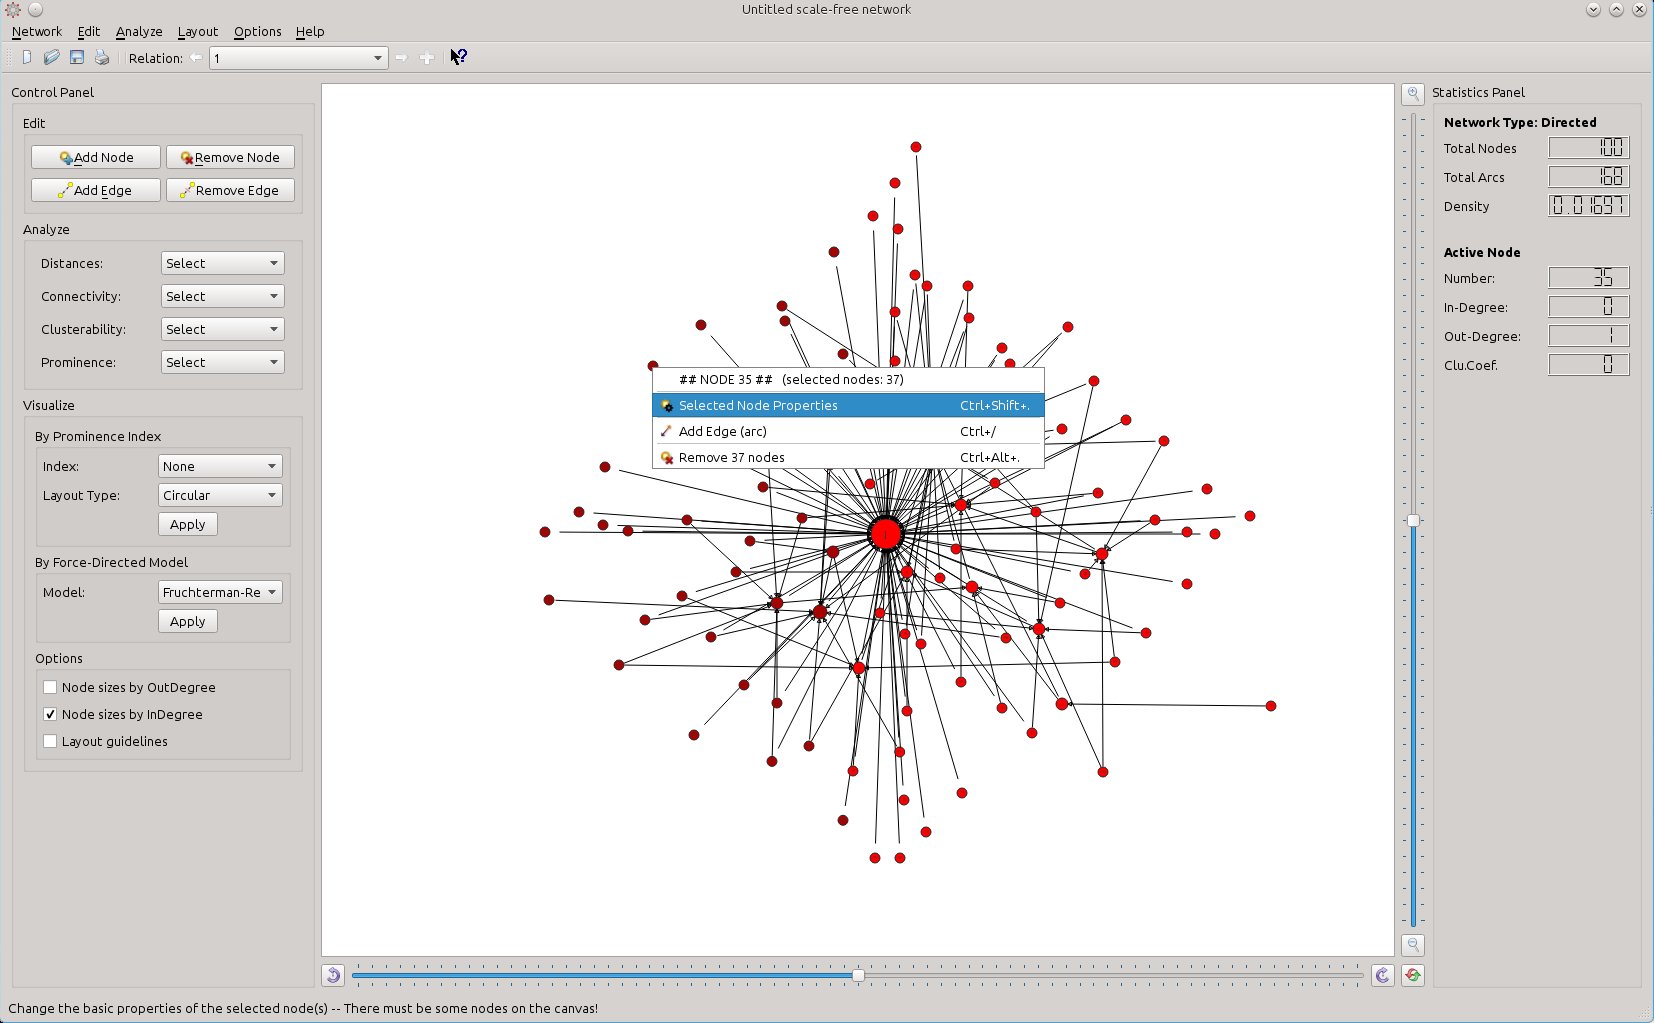 Untitled scale-free network
Network Edit Analyze Layout Options Help
Relation: 1
Control Panel
Edit
Add Node Remove Node
Add Edge Remove Edge
Analyze
Distances: Select
Connectivity: Select
Clusterability: Select
Prominence: Select
Visualize
By Prominence Index
Index: None
Layout Type: Circular
Apply
By Force-Directed Model
Model: Fruchterman-Re
Apply
Options
Node sizes by OutDegree
Node sizes by InDegree
Layout guidelines
## NODE 35 ## (selected nodes: 37)
Selected Node Properties Ctrl+Shift+.
Add Edge (arc) Ctrl+/
Remove 37 nodes Ctrl+Alt+.
Statistics Panel
Network Type: Directed
Total Nodes 100
Total Arcs 168
Density 0.01697
Active Node
Number: 35
In-Degree: 0
Out-Degree: 1
Clu.Coef. 0
Change the basic properties of the selected node(s) -- There must be some nodes on the canvas!